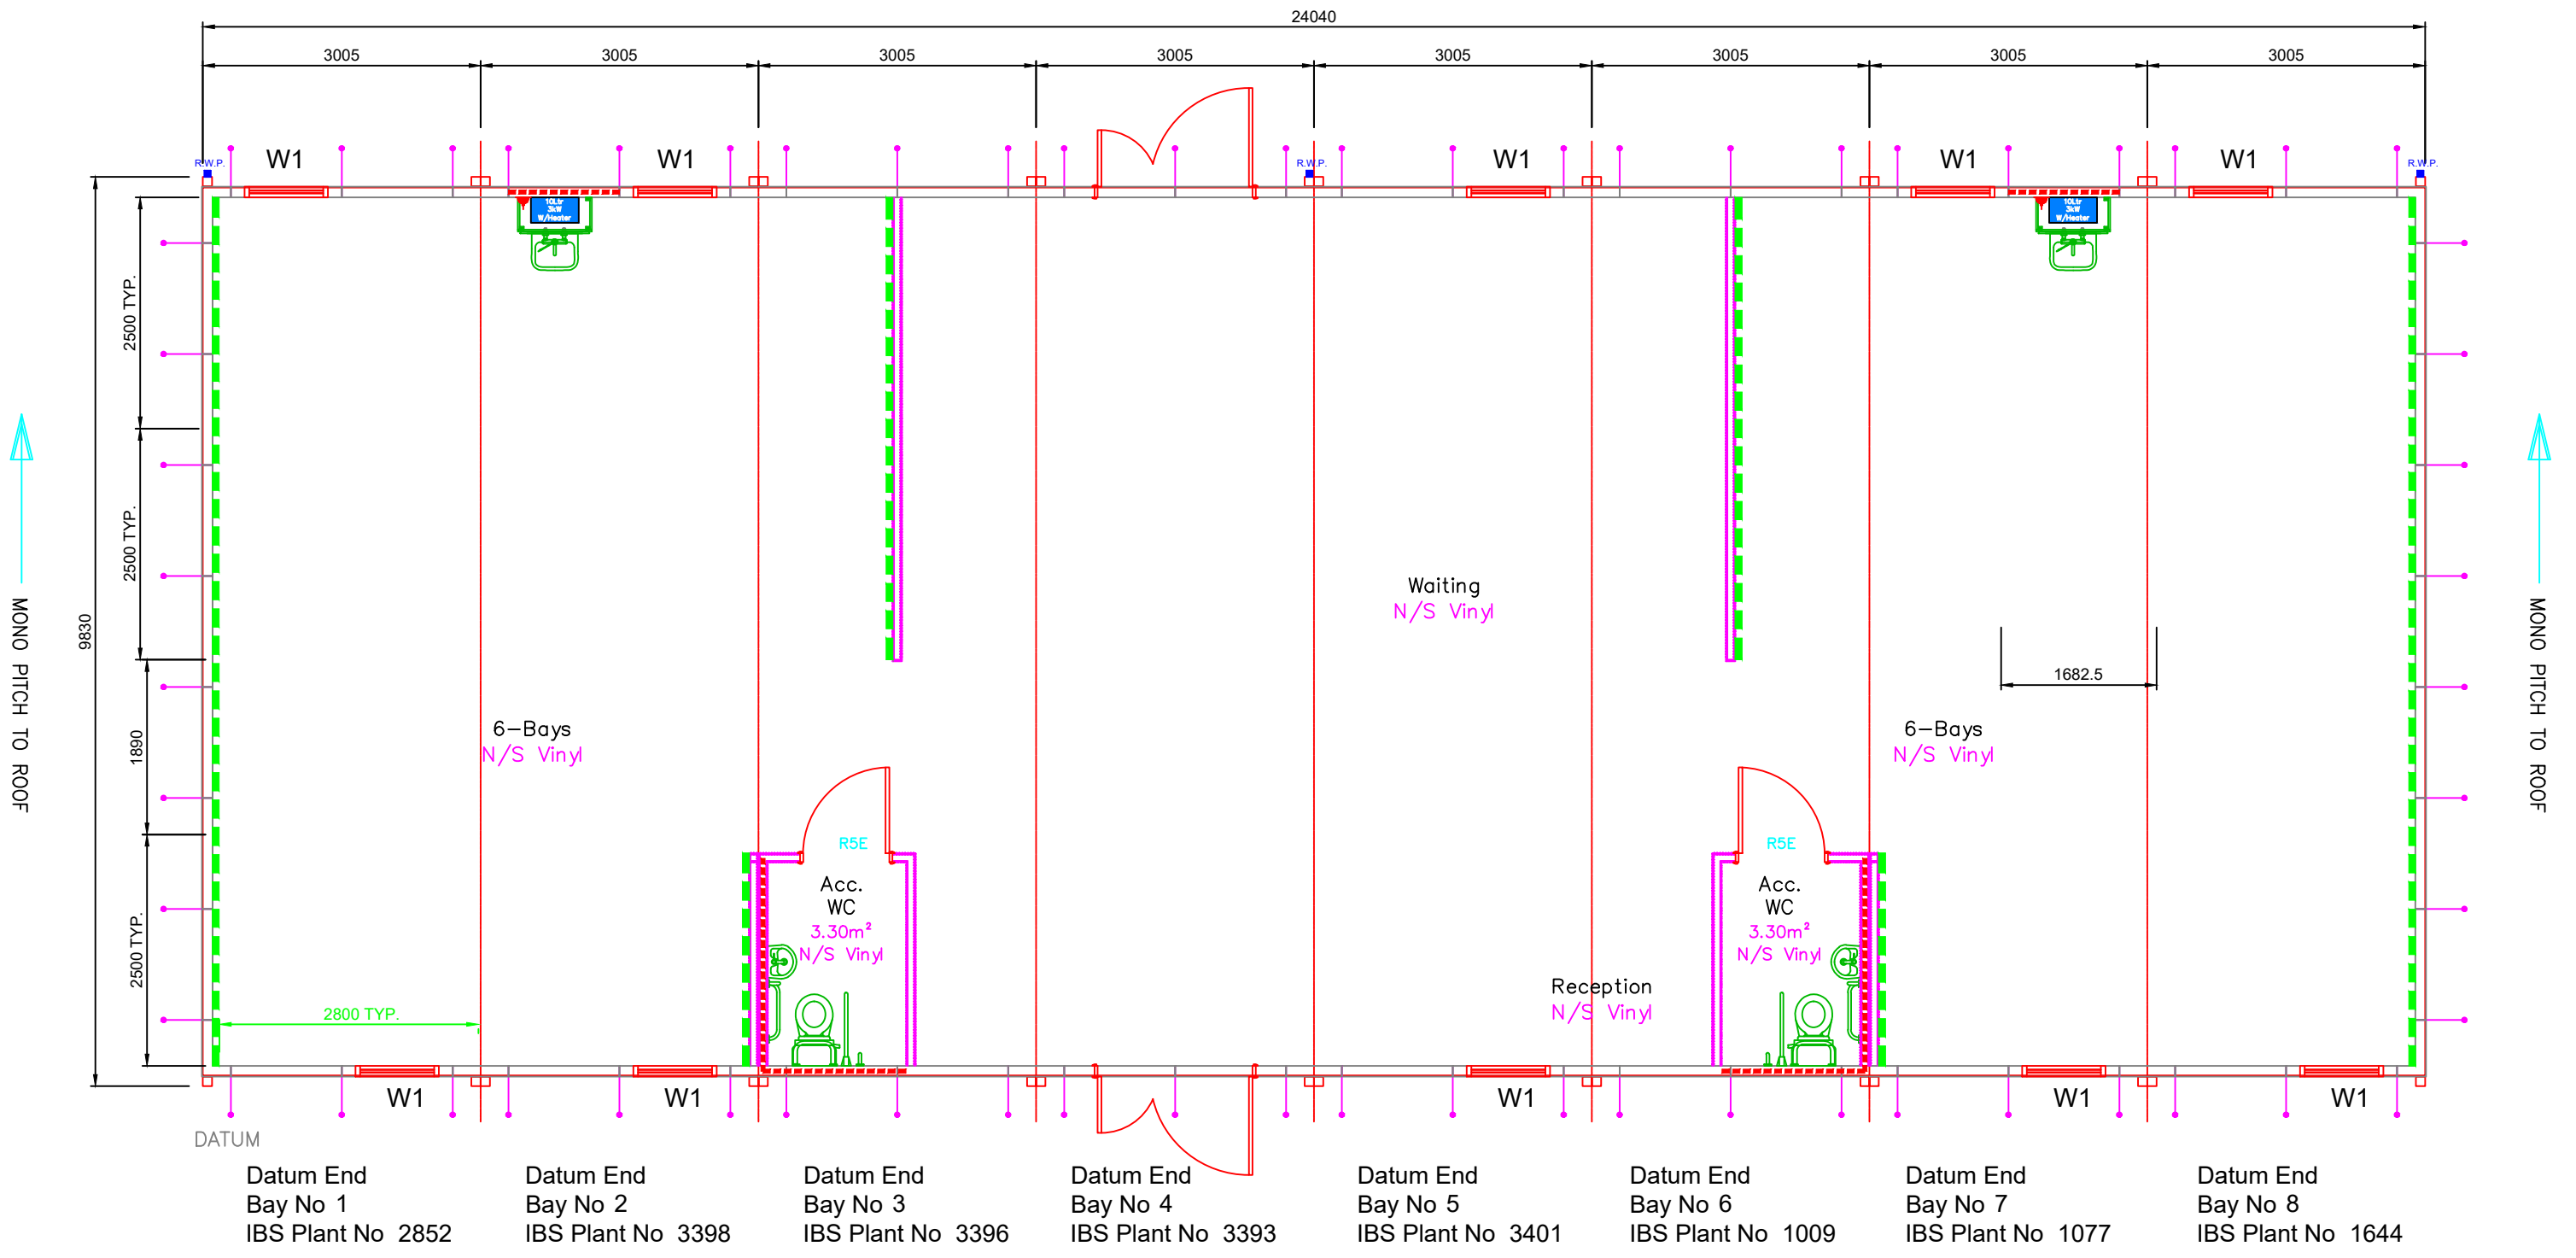 24040
3005 3005 3005 3005 3005 3005 3005 3005
R.W.P. W1 W1 R.W.P. W1 W1 W1 R.W.P.
10Ltr
3kW
W/Heater
10Ltr
3kW
W/Heater
2500 TYP.
2500 TYP.
9830
1890
2500 TYP.
MONO PITCH TO ROOF
MONO PITCH TO ROOF
Waiting
N/S Vinyl
1682.5
6-Bays
N/S Vinyl
6-Bays
N/S Vinyl
R5E
R5E
Acc.
WC
3.30m²
N/S Vinyl
Acc.
WC
3.30m²
N/S Vinyl
Reception
N/S Vinyl
2800 TYP.
W1 W1 W1 W1 W1
DATUM
Datum End
Bay No 1
IBS Plant No 2852
Datum End
Bay No 2
IBS Plant No 3398
Datum End
Bay No 3
IBS Plant No 3396
Datum End
Bay No 4
IBS Plant No 3393
Datum End
Bay No 5
IBS Plant No 3401
Datum End
Bay No 6
IBS Plant No 1009
Datum End
Bay No 7
IBS Plant No 1077
Datum End
Bay No 8
IBS Plant No 1644